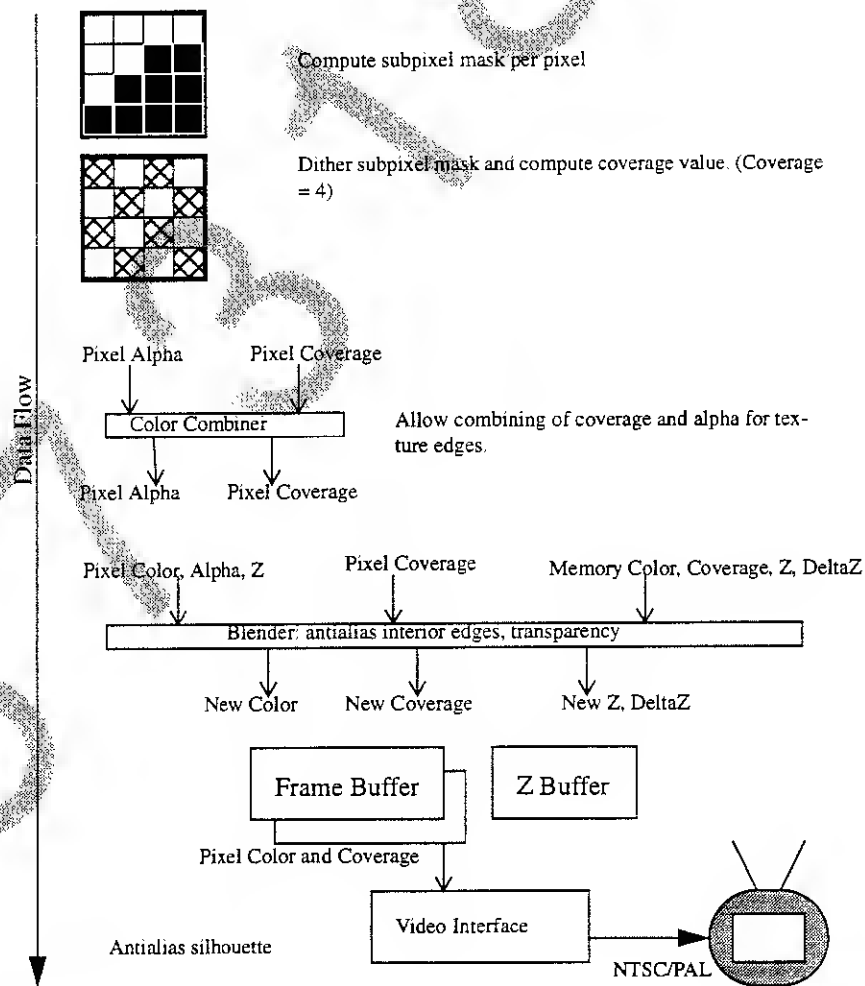 Compute subpixel mask per pixel
Dither subpixel mask and compute coverage value. (Coverage
= 4)
Data Flow
Pixel Alpha
Pixel Coverage
Color Combiner
Allow combining of coverage and alpha for tex-
ture edges.
Pixel Alpha
Pixel Coverage
Pixel Color, Alpha, Z
Pixel Coverage
Memory Color, Coverage, Z, DeltaZ
Blender: antialias interior edges, transparency
New Color
New Coverage
New Z, DeltaZ
Frame Buffer
Z Buffer
Pixel Color and Coverage
Video Interface
Antialias silhouette
NTSC/PAL